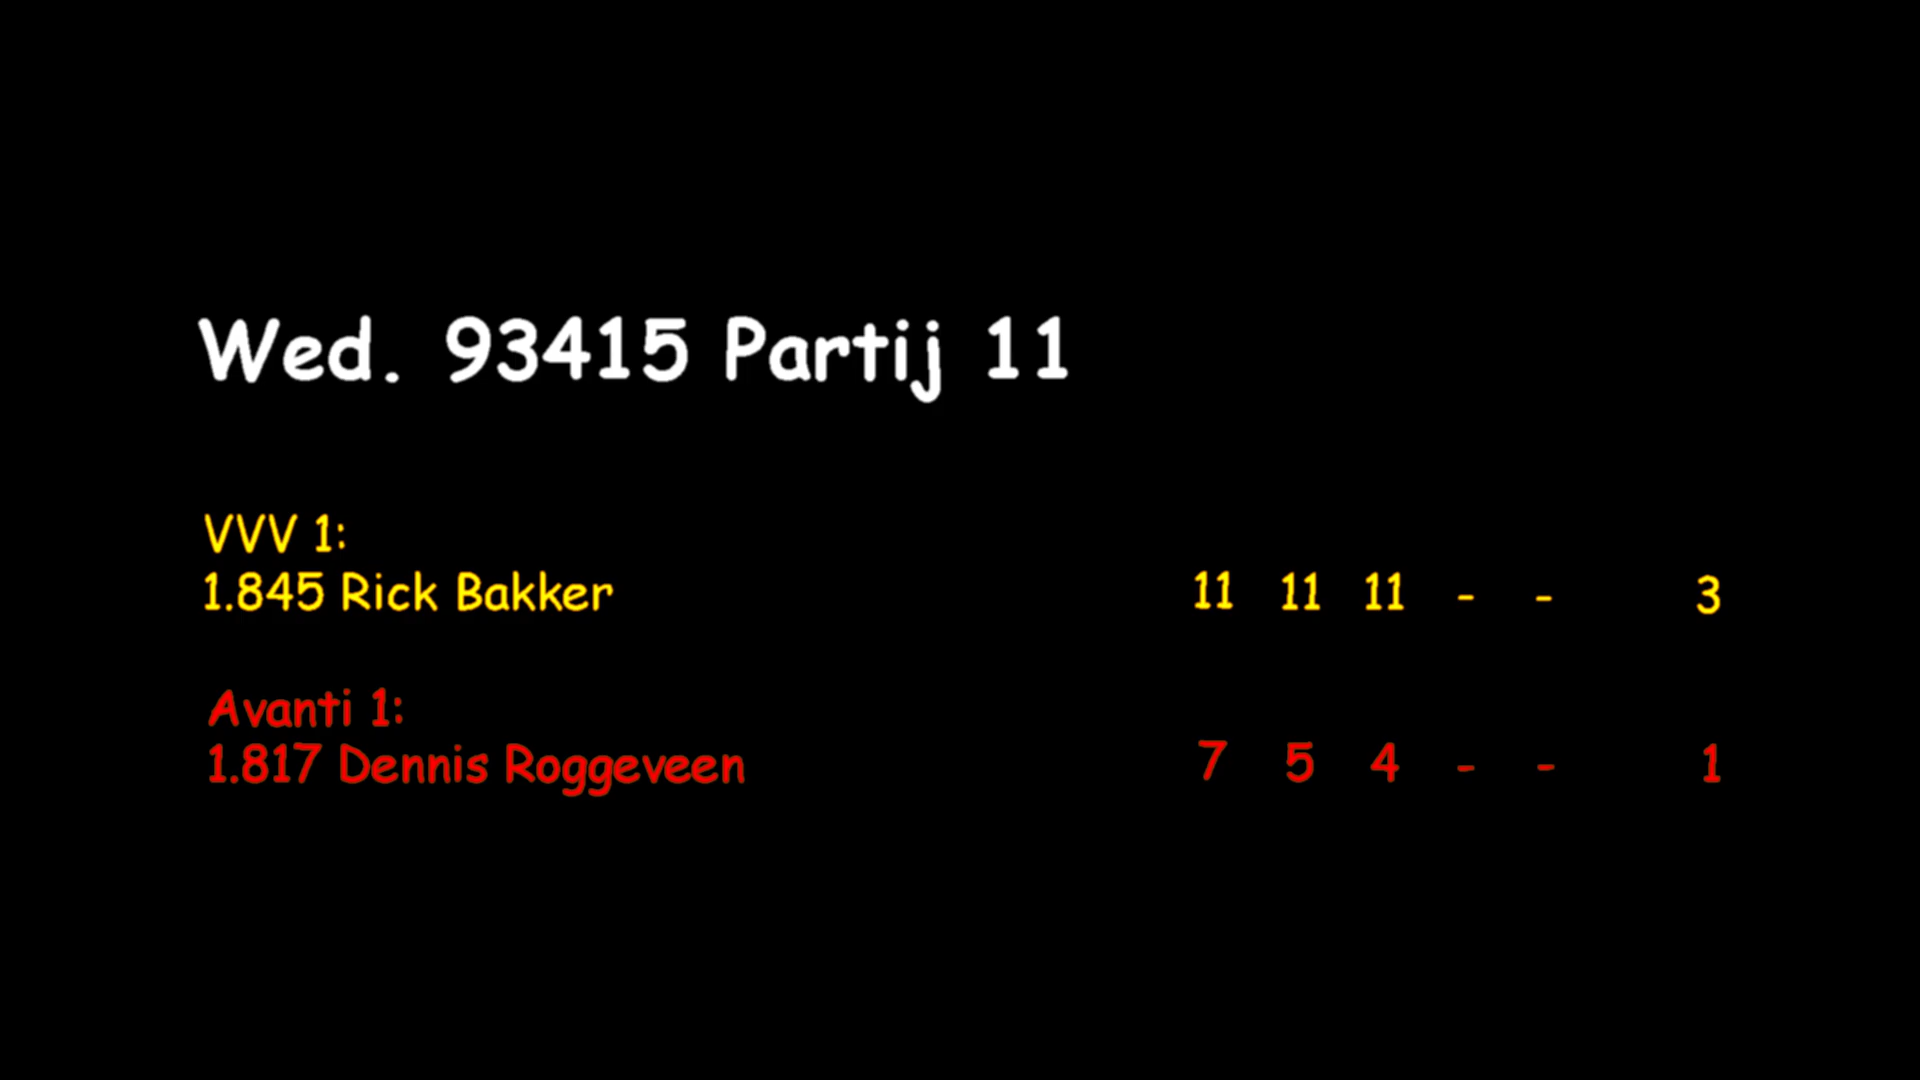 Wed. 93415 Partij 11
VVV 1:
1.845 Rick Bakker 11 11 11 - - 3
Avanti 1:
1.817 Dennis Roggeveen 7 5 4 - - 1